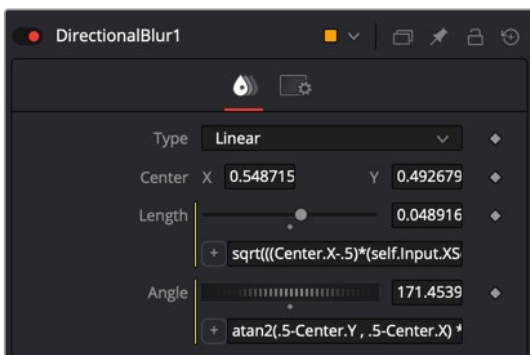 DirectionalBlur1
Type Linear
Center X 0.548715 Y 0.492679
Length 0.048916
sqrt(((Center.X-.5)*(self.Input.XS
Angle 171.4539
atan2(.5-Center.Y , .5-Center.X) *